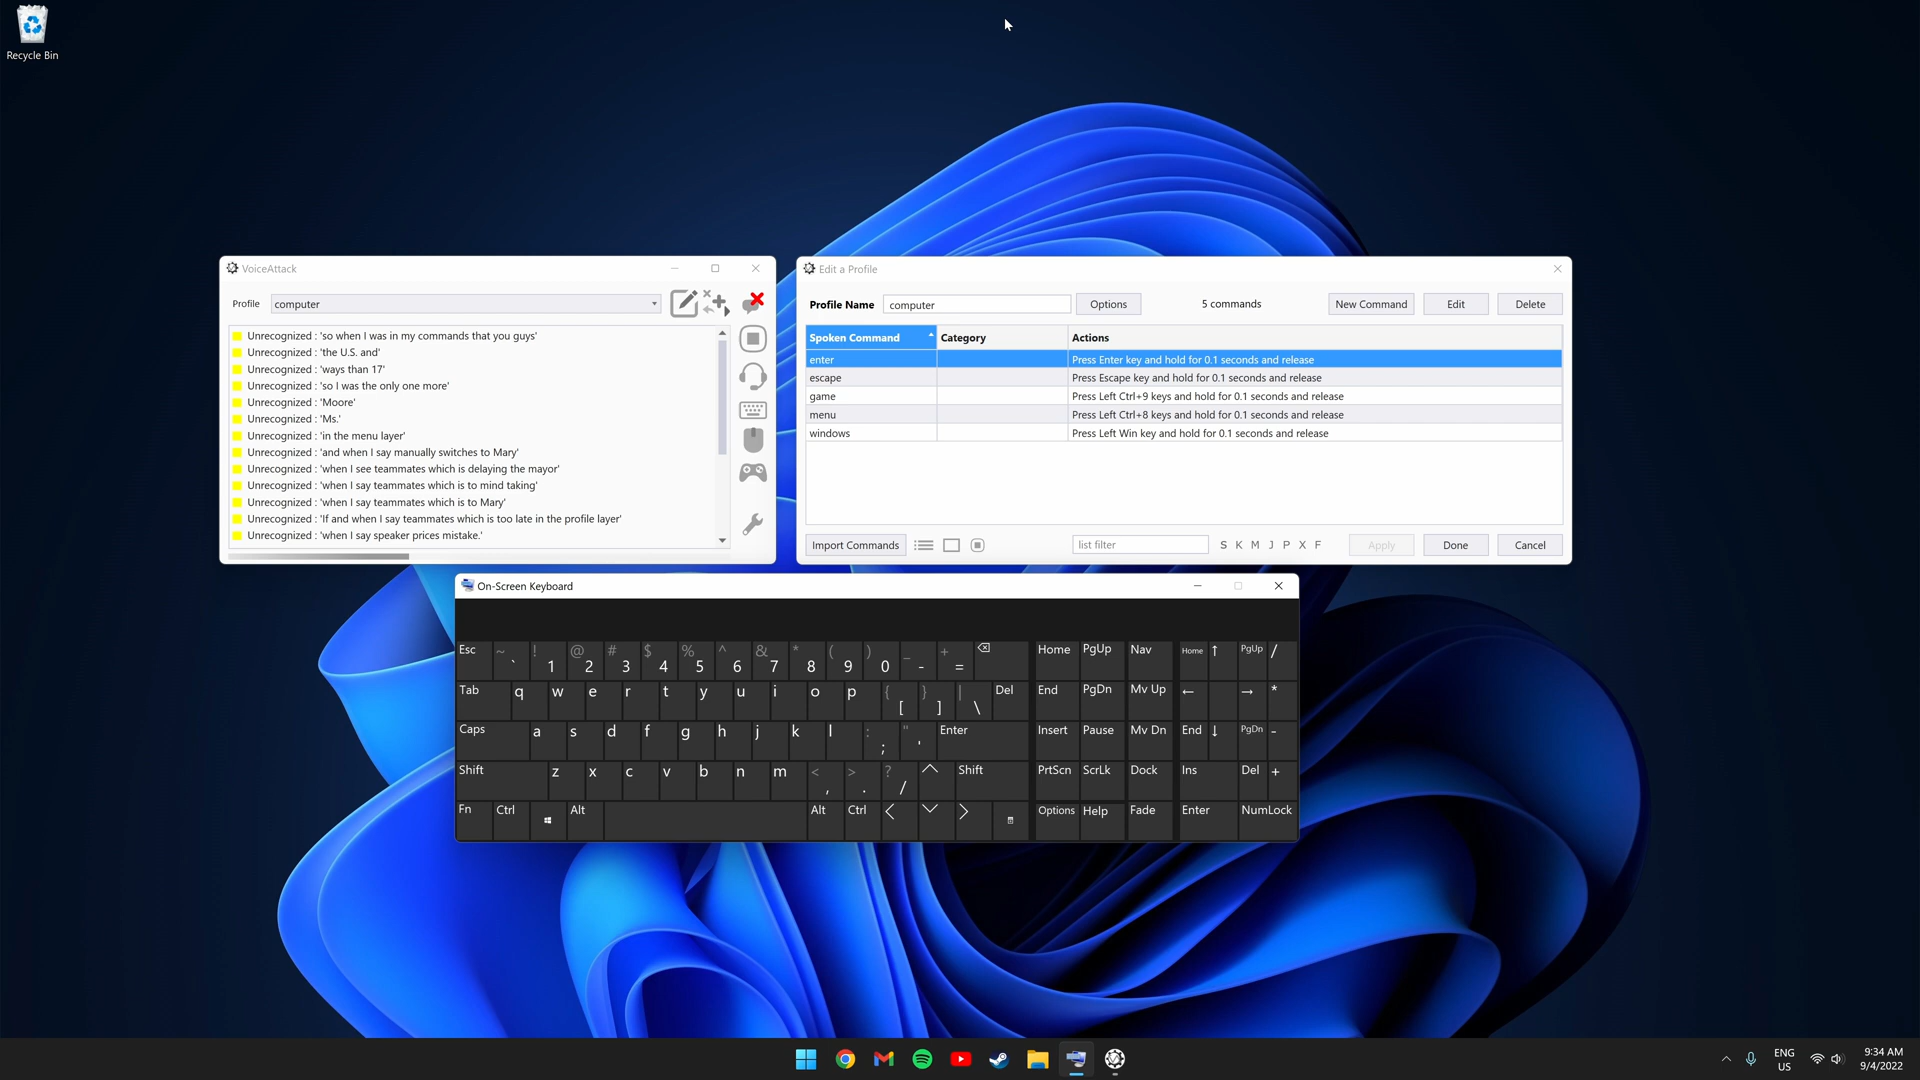 Recycle Bin
VoiceAttack
Profile computer
Unrecognized : 'so when I was in my commands that you guys'
Unrecognized : 'the U.S. and'
Unrecognized : 'ways than 17'
Unrecognized : 'so I was the only one more'
Unrecognized : 'Moore'
Unrecognized : 'Ms.'
Unrecognized : 'in the menu layer'
Unrecognized : 'and when I say manually switches to Mary'
Unrecognized : 'when I see teammates which is delaying the mayor'
Unrecognized : 'when I say teammates which is to mind taking'
Unrecognized : 'when I say teammates which is to Mary'
Unrecognized : 'If and when I say teammates which is too late in the profile layer'
Unrecognized : 'when I say speaker prices mistake.'
Edit a Profile
Profile Name computer Options 5 commands New Command Edit Delete
Spoken Command Category Actions
enter Press Enter key and hold for 0.1 seconds and release
escape Press Escape key and hold for 0.1 seconds and release
game Press Left Ctrl+9 keys and hold for 0.1 seconds and release
menu Press Left Ctrl+8 keys and hold for 0.1 seconds and release
windows Press Left Win key and hold for 0.1 seconds and release
Import Commands list filter S K M J P X F Apply Done Cancel
On-Screen Keyboard
Esc ~ ` ! 1 @ 2 # 3 $ 4 % 5 ^ 6 & 7 * 8 ( 9 ) 0 _ - + = Home PgUp Nav Home ↑ PgUp /
Tab q w e r t y u i o p { [ } ] | \ Del End PgDn Mv Up ← → *
Caps a s d f g h j k l : ; " ' Enter Insert Pause Mv Dn End ↓ PgDn -
Shift z x c v b n m < , > . ? / Shift PrtScn ScrLk Dock Ins Del +
Fn Ctrl Alt Alt Ctrl Options Help Fade Enter NumLock
ENG
US
9:34 AM
9/4/2022